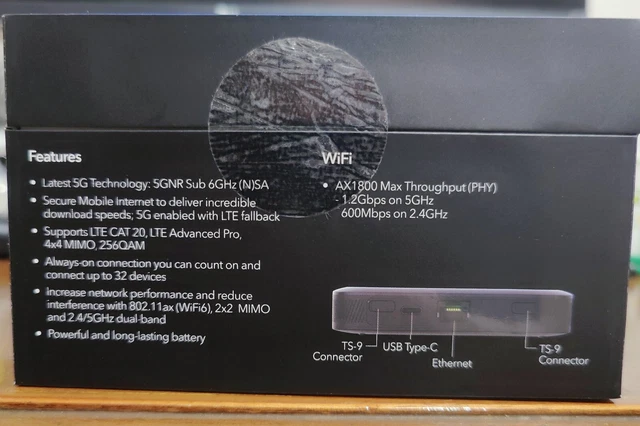 Features
• Latest 5G Technology: 5GNR Sub 6GHz (N)SA
• Secure Mobile Internet to deliver incredible
download speeds; 5G enabled with LTE fallback
• Supports LTE CAT 20, LTE Advanced Pro,
4x4 MIMO, 256QAM
• Always-on connection you can count on and
connect up to 32 devices
• Increase network performance and reduce
interference with 802.11ax (WiFi6), 2x2 MIMO
and 2.4/5GHz dual-band
• Powerful and long-lasting battery
WiFi
• AX1800 Max Throughput (PHY)
- 1.2Gbps on 5GHz
600Mbps on 2.4GHz
TS-9
Connector
USB Type-C
Ethernet
TS-9
Connector